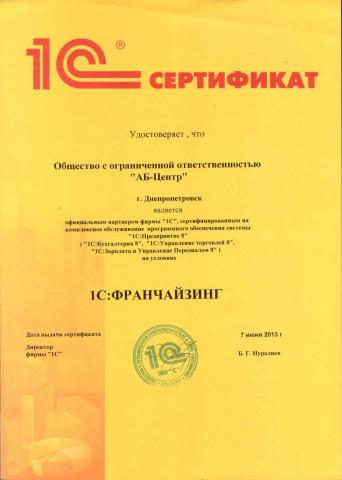 1С®
СЕРТИФИКАТ
Удостоверяет , что
Общество с ограниченной ответственностью
"АБ-Центр"
г. Днепропетровск
является
официальным партнером фирмы "1С", сертифицированным на
комплексное обслуживание программного обеспечения системы
"1С:Предприятие 8"
( "1С:Бухгалтерия 8", "1С:Управление торговлей 8",
"1С:Зарплата и Управление Персоналом 8" )
на условиях
1С:ФРАНЧАЙЗИНГ
Дата выдачи сертификата
7 июня 2013 г
Директор
фирмы "1С"
Б. Г. Нуралиев
1С